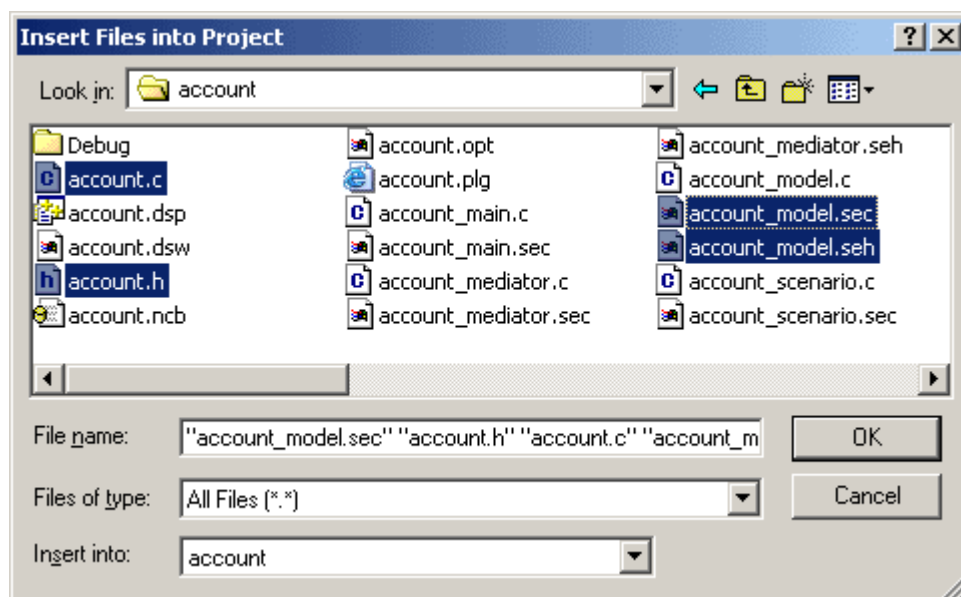 Insert Files into Project
Look in: account
Debug
account.c
account.dsp
account.dsw
account.h
account.ncb
account.opt
account.plg
account_main.c
account_main.sec
account_mediator.c
account_mediator.sec
account_mediator.seh
account_model.c
account_model.sec
account_model.seh
account_scenario.c
account_scenario.sec
File name: "account_model.sec" "account.h" "account.c" "account_m OK
Files of type: All Files (*.*) Cancel
Insert into: account